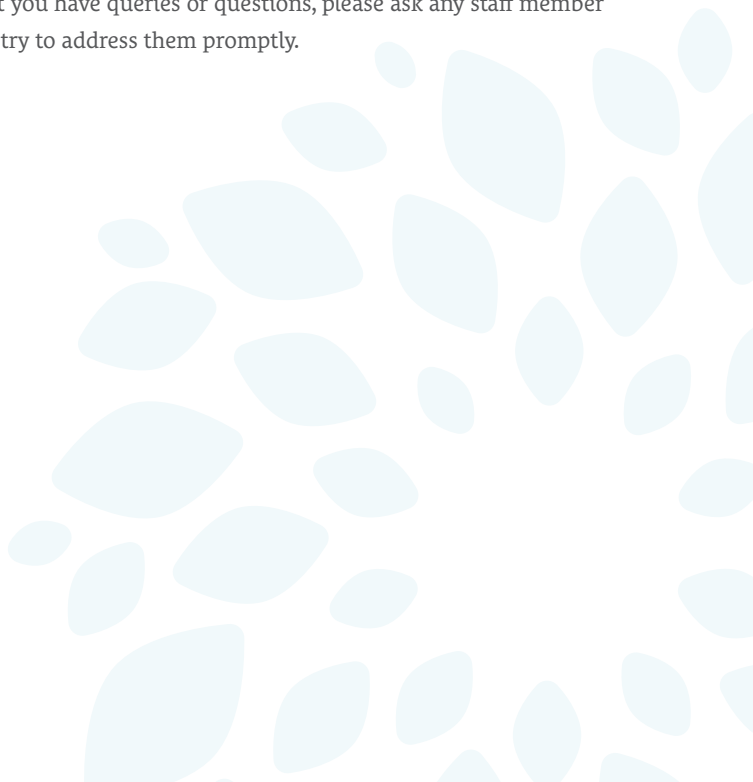 t you have queries or questions, please ask any staff member
try to address them promptly.